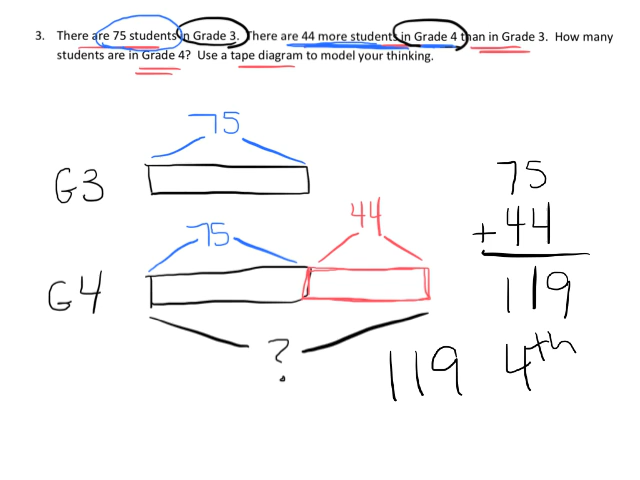 3. There are 75 students in Grade 3. There are 44 more students in Grade 4 than in Grade 3. How many
students are in Grade 4? Use a tape diagram to model your thinking.
75
G3
75
44
G4
?
75
+44
119
119 4th